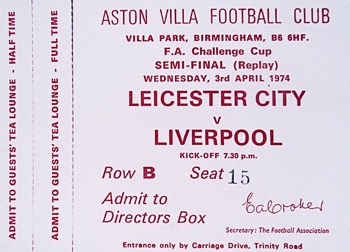 ADMIT TO GUESTS' TEA LOUNGE - HALF TIME
ADMIT TO GUESTS' TEA LOUNGE - FULL TIME
ASTON VILLA FOOTBALL CLUB
VILLA PARK, BIRMINGHAM, B6 6HF.
F.A. Challenge Cup
SEMI-FINAL (Replay)
WEDNESDAY, 3rd APRIL 1974
LEICESTER CITY
v
LIVERPOOL
KICK-OFF 7.30 p.m.
Row B Seat 15
Admit to
Directors Box
Secretary: The Football Association
Entrance only by Carriage Drive, Trinity Road